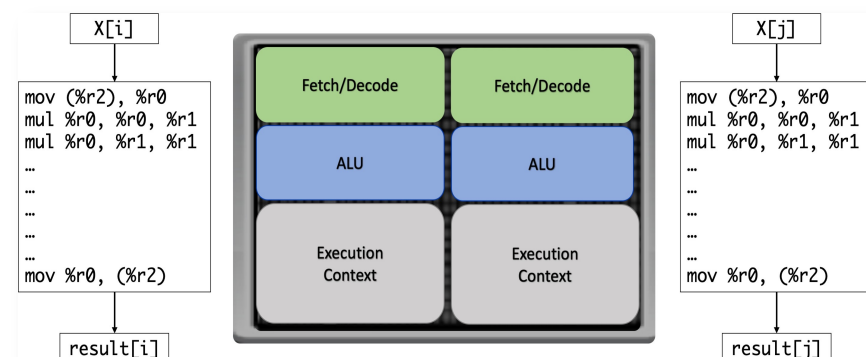 X[i]
mov (%r2), %r0
mul %r0, %r0, %r1
mul %r0, %r1, %r1
…
…
…
…
…
mov %r0, (%r2)
result[i]
Fetch/Decode
Fetch/Decode
ALU
ALU
Execution
Context
Execution
Context
X[j]
mov (%r2), %r0
mul %r0, %r0, %r1
mul %r0, %r1, %r1
…
…
…
…
…
mov %r0, (%r2)
result[j]